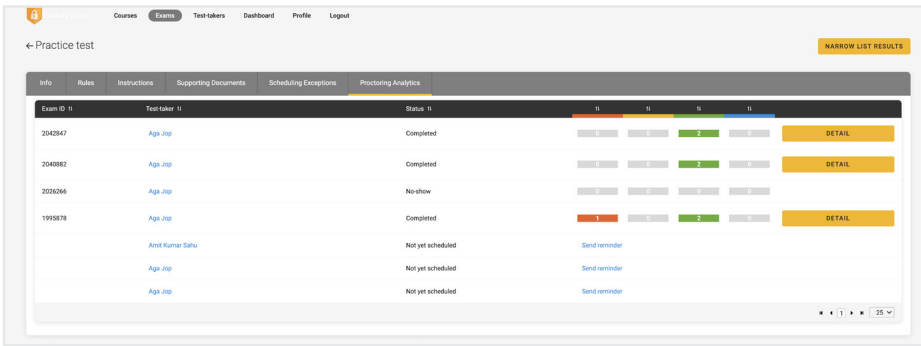 Courses Exams Test-takers Dashboard Profile Logout
←Practice test
NARROW LIST RESULTS
Info Rules Instructions Supporting Documents Scheduling Exceptions Proctoring Analytics
Exam ID Test-taker Status
2042847 Aga Jop Completed 0 0 2 0 DETAIL
2040882 Aga Jop Completed 0 0 2 0 DETAIL
2026266 Aga Jop No-show 0 0 0 0
1995878 Aga Jop Completed 1 0 2 0 DETAIL
Amit Kumar Sahu Not yet scheduled Send reminder
Aga Jop Not yet scheduled Send reminder
Aga Jop Not yet scheduled Send reminder
1 25